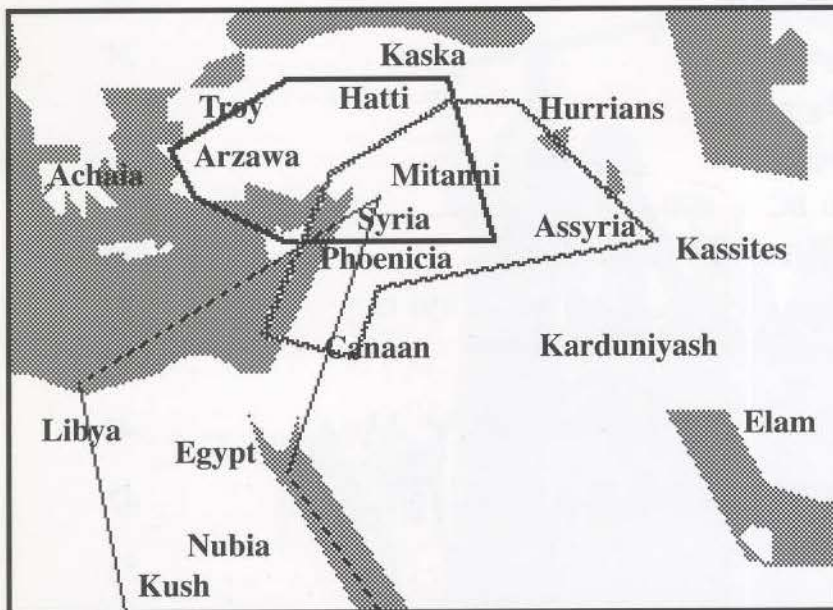 Kaska
Troy
Hatti
Hurrians
Achaia
Arzawa
Mitanni
Syria
Assyria
Phoenicia
Kassites
Canaan
Karduniyash
Libya
Elam
Egypt
Nubia
Kush